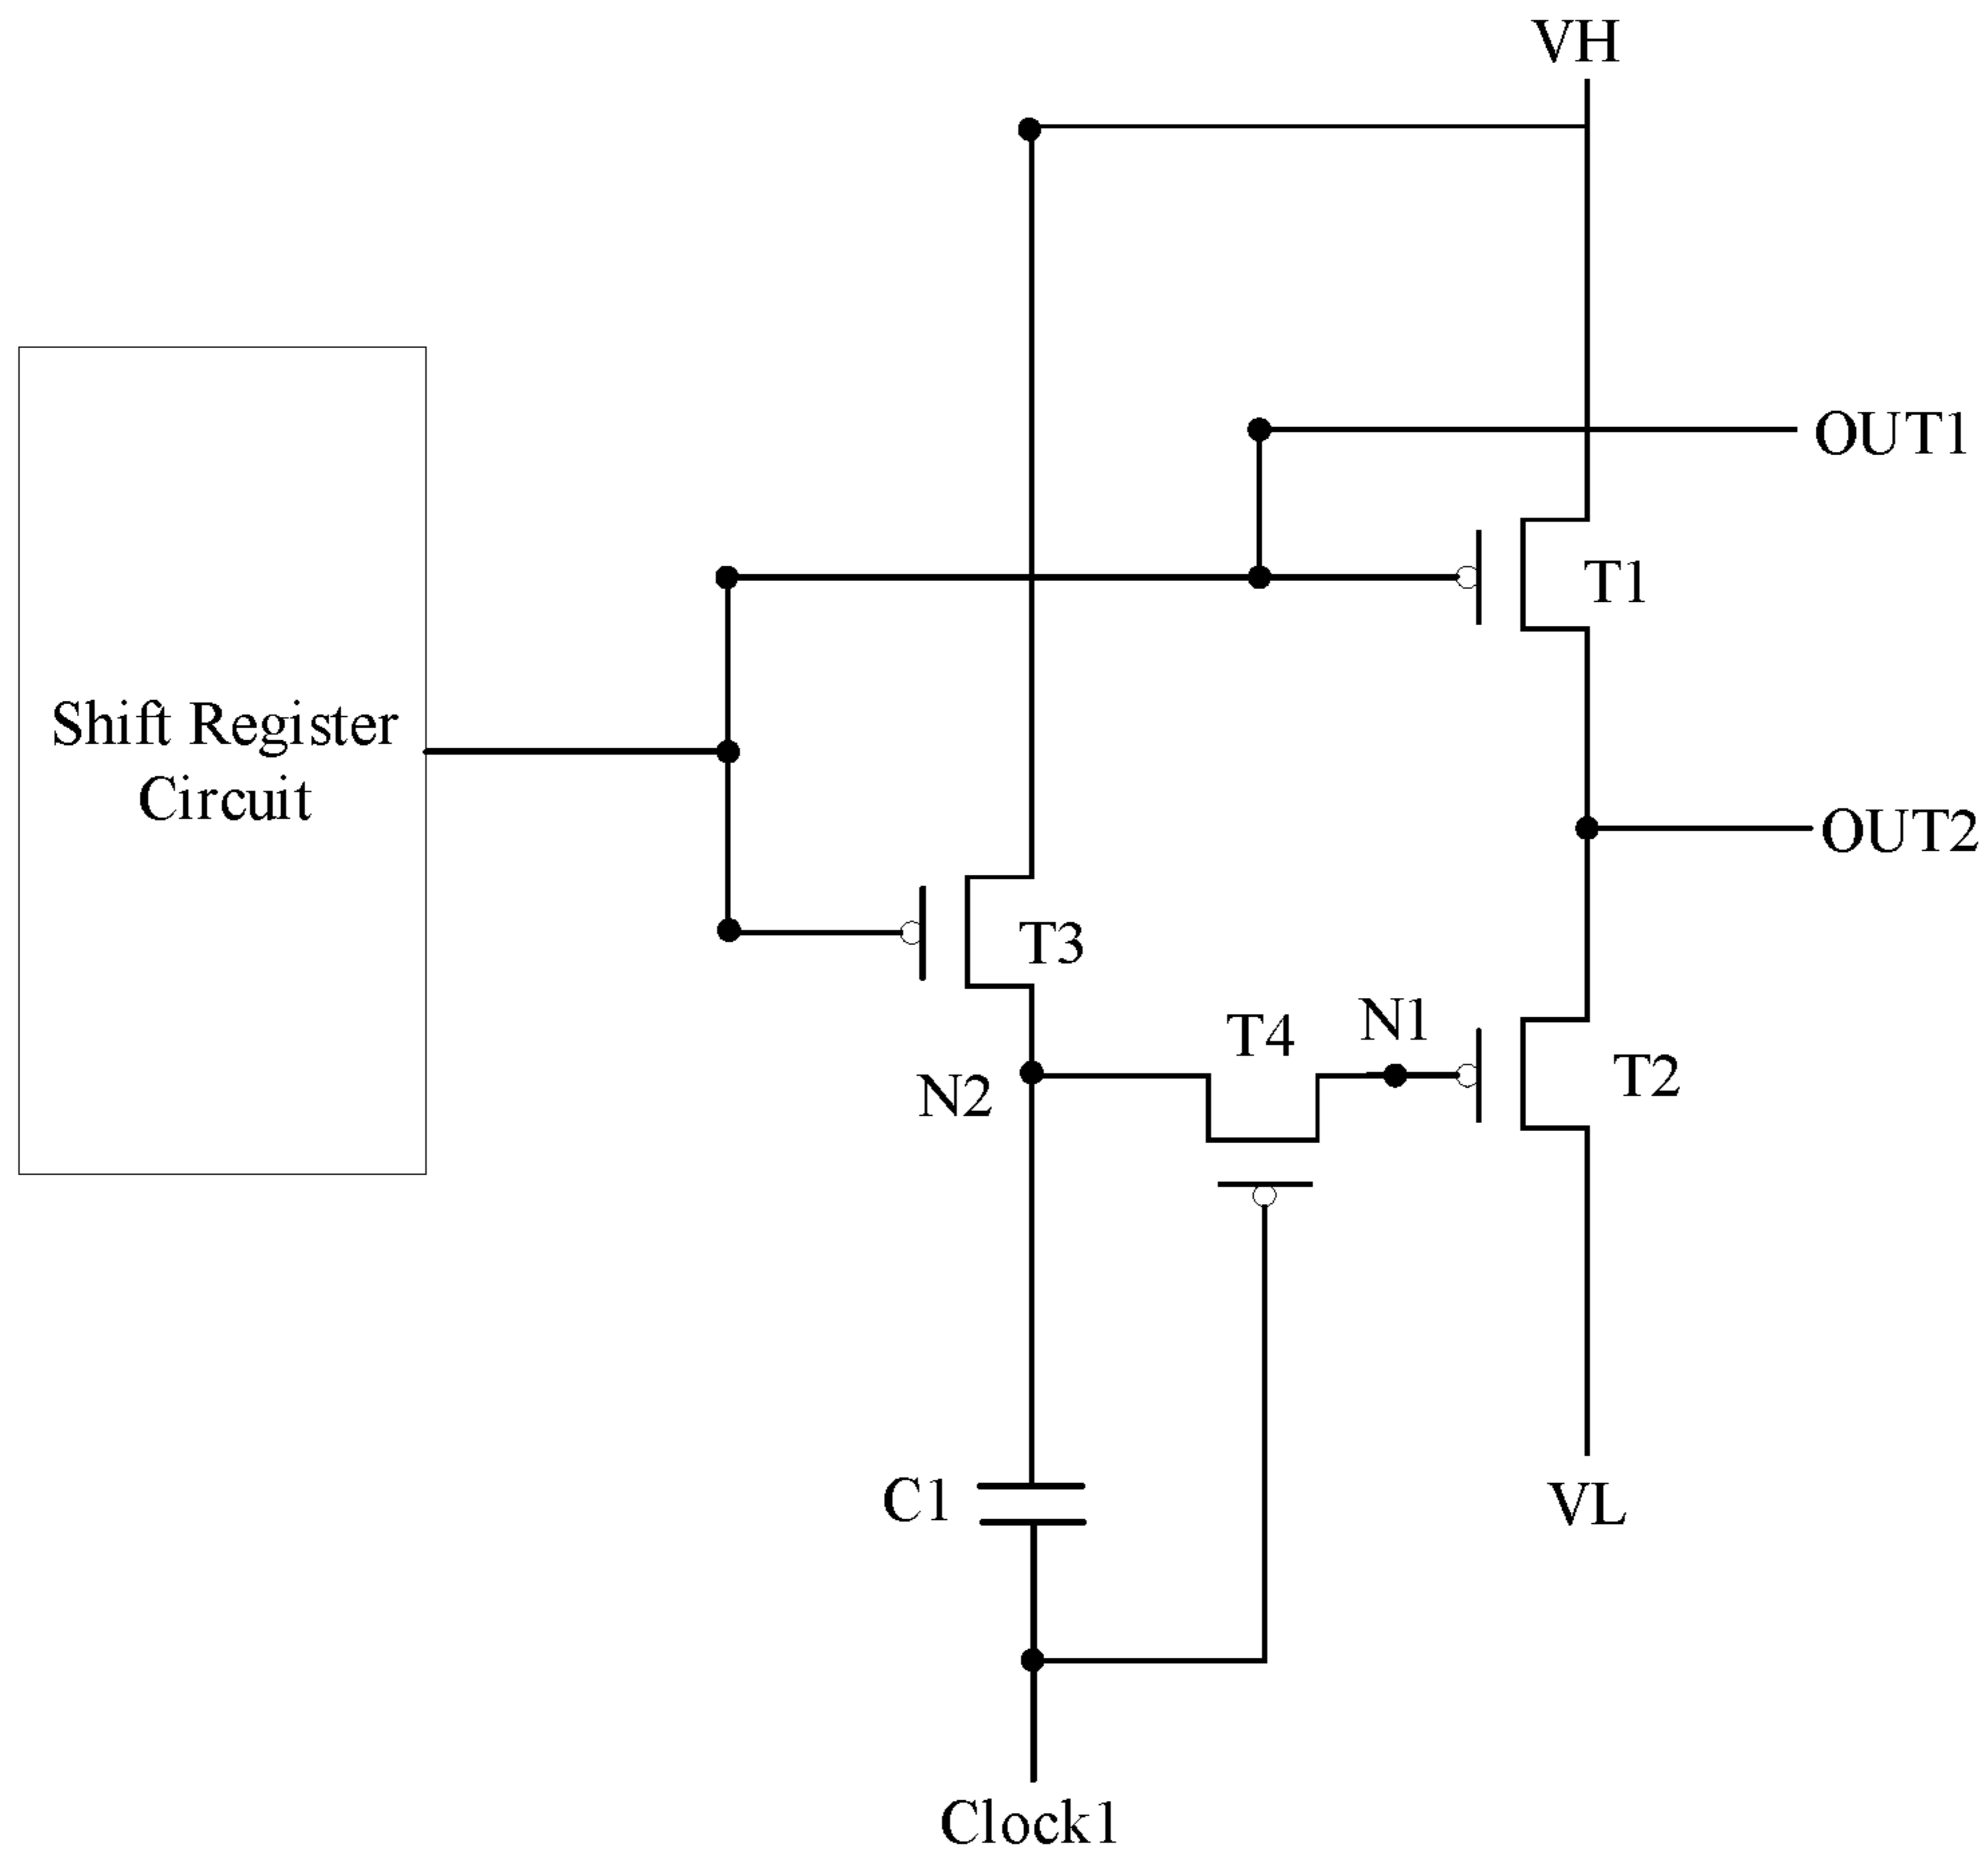 VH
OUT1
T1
Shift Register
Circuit
OUT2
T3
T4
N1
N2
T2
C1
VL
Clock1